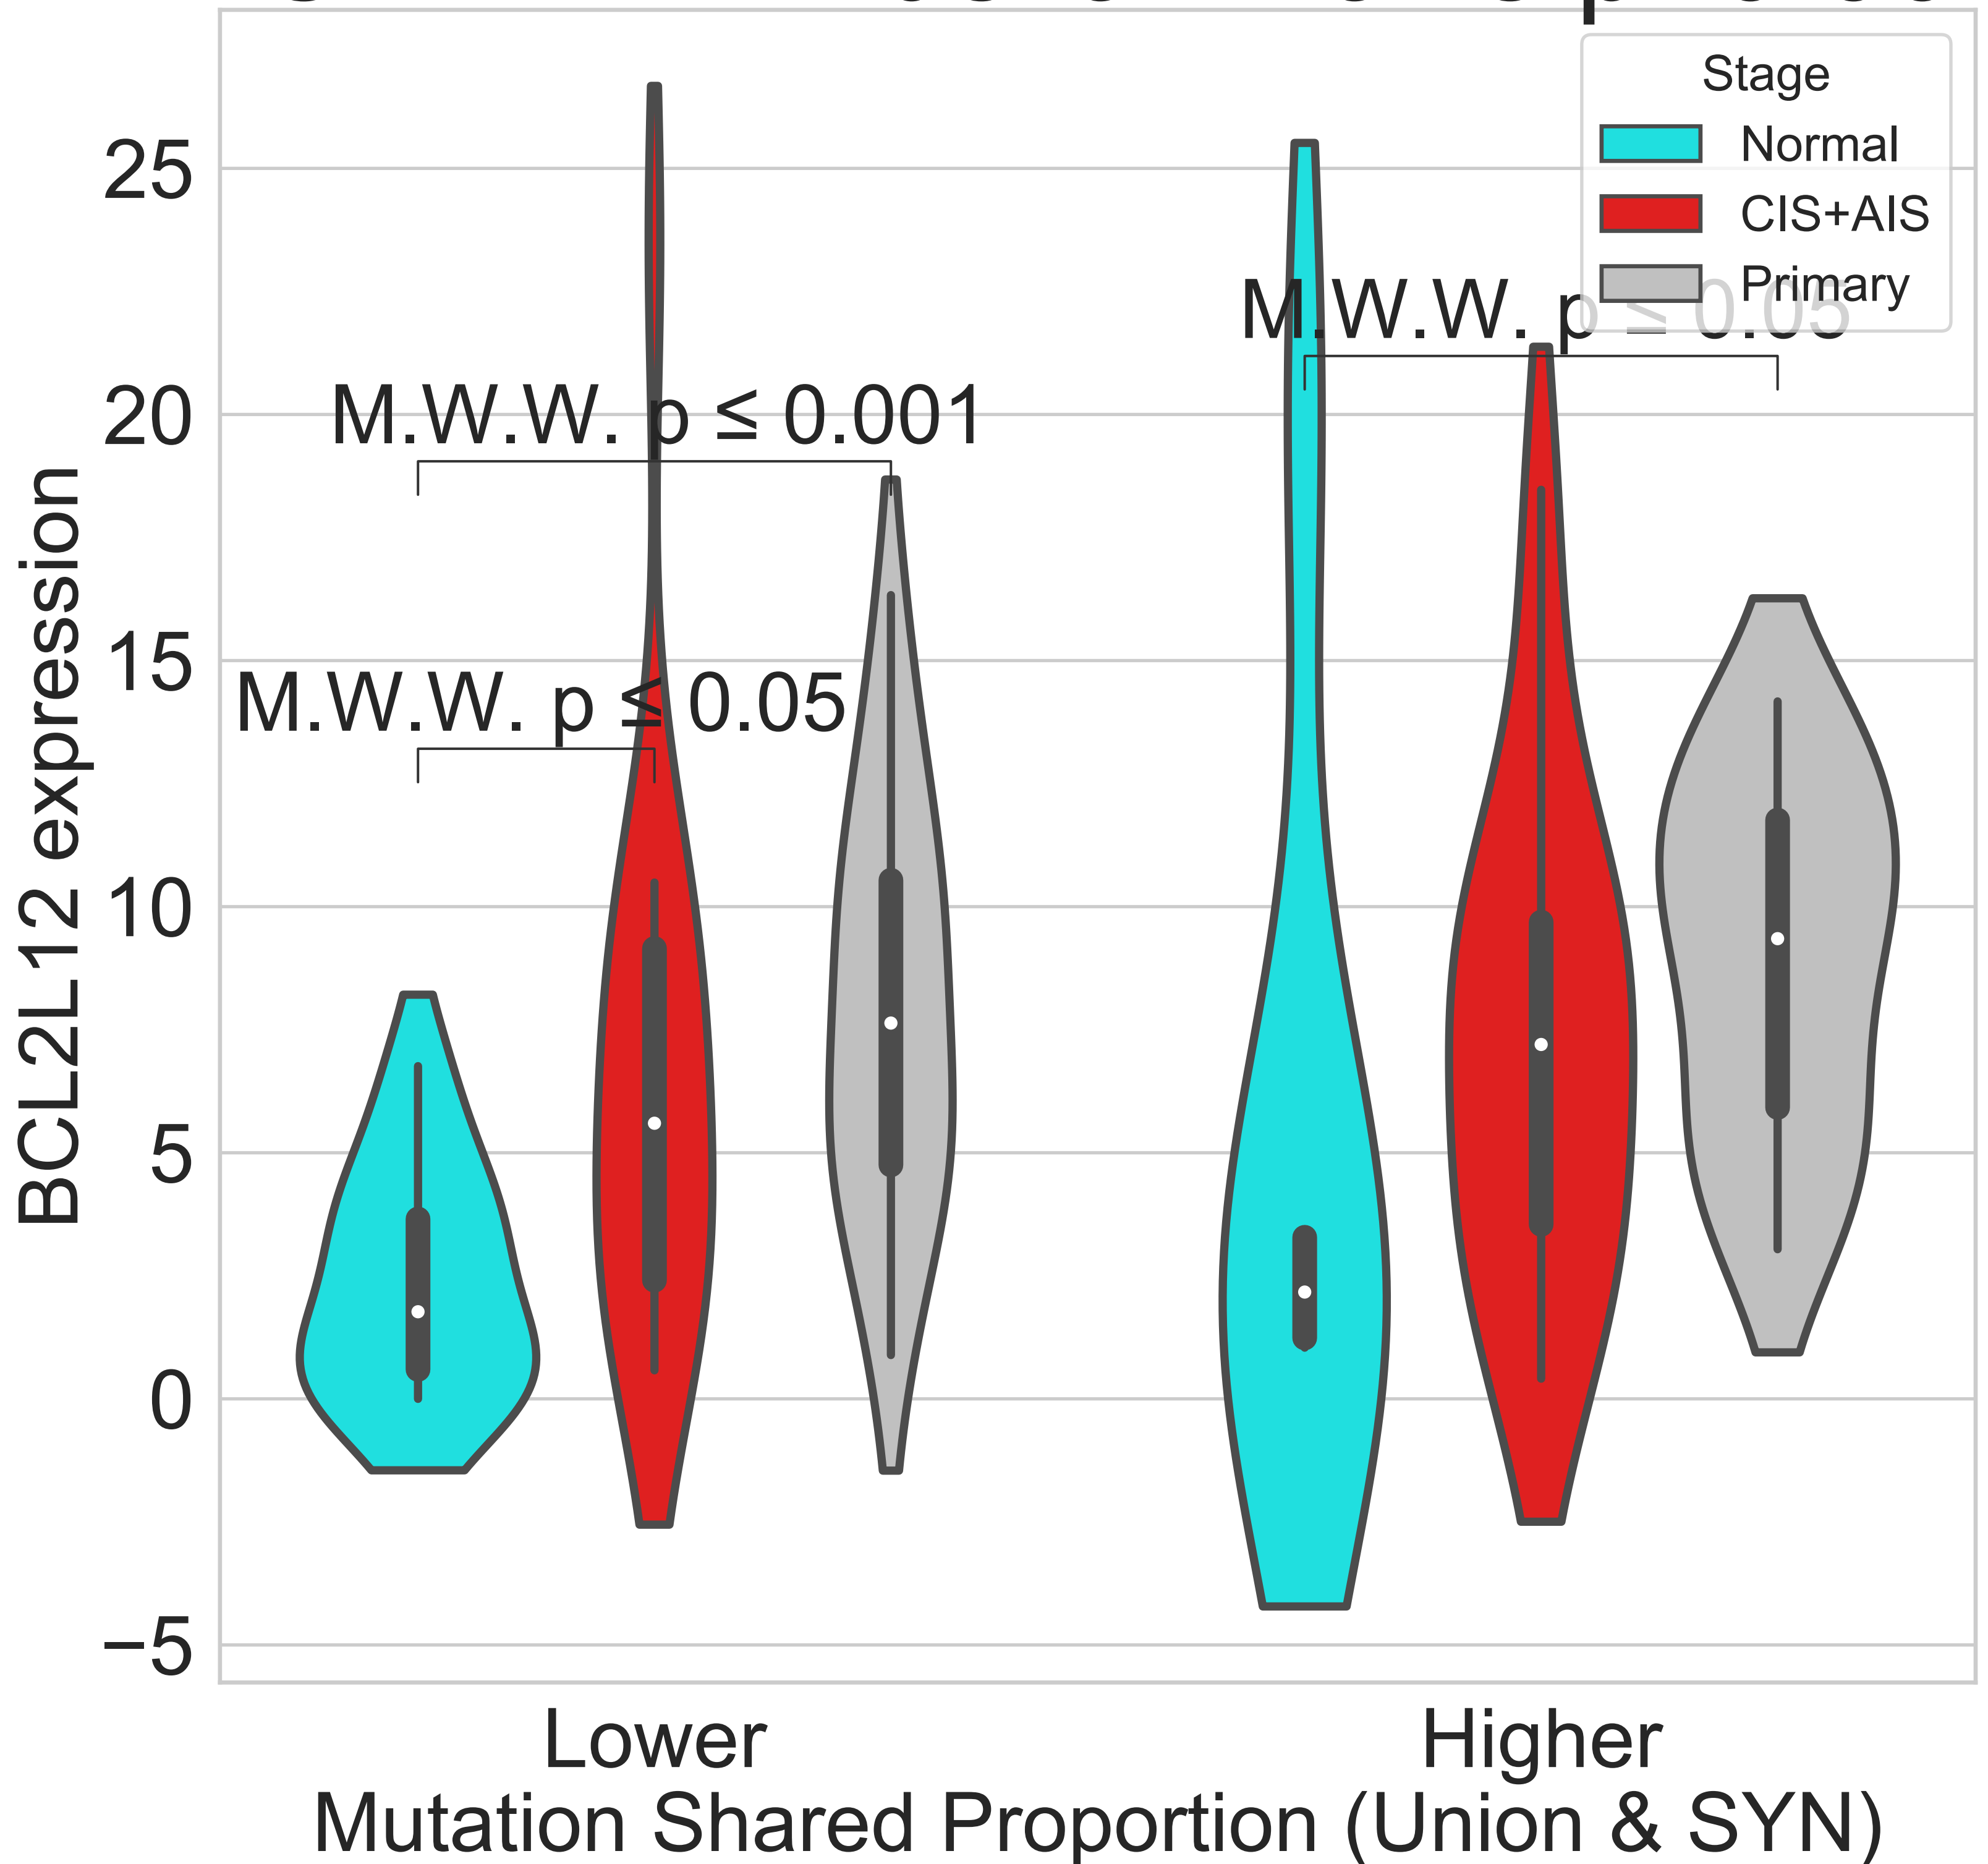 Stage
Normal
CIS+AIS
Primary
M.W.W. p ≤ 0.05
M.W.W. p ≤ 0.001
M.W.W. p ≤ 0.05
BCL2L12 expression
25
20
15
10
5
0
−5
Lower
Higher
Mutation Shared Proportion (Union & SYN)